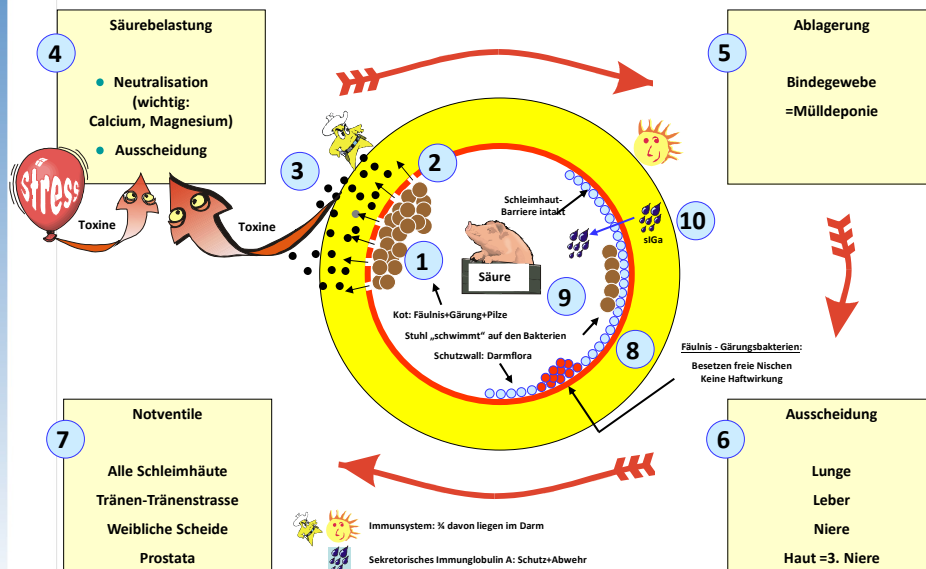 4
Säurebelastung
Neutralisation
(wichtig:
Calcium, Magnesium)
Ausscheidung
stress
Toxine
Toxine
3
2
1
Schleimhaut-
Barriere intakt
Säure
10
sIGa
9
Kot: Fäulnis+Gärung+Pilze
Stuhl „schwimmt“ auf den Bakterien
Schutzwall: Darmflora
8
5
Ablagerung
Bindegewebe
=Mülldeponie
Fäulnis - Gärungsbakterien:
Besetzen freie Nischen
Keine Haftwirkung
7
Notventile
Alle Schleimhäute
Tränen-Tränenstrasse
Weibliche Scheide
Prostata
6
Ausscheidung
Lunge
Leber
Niere
Haut =3. Niere
Immunsystem: ¾ davon liegen im Darm
Sekretorisches Immunglobulin A: Schutz+Abwehr